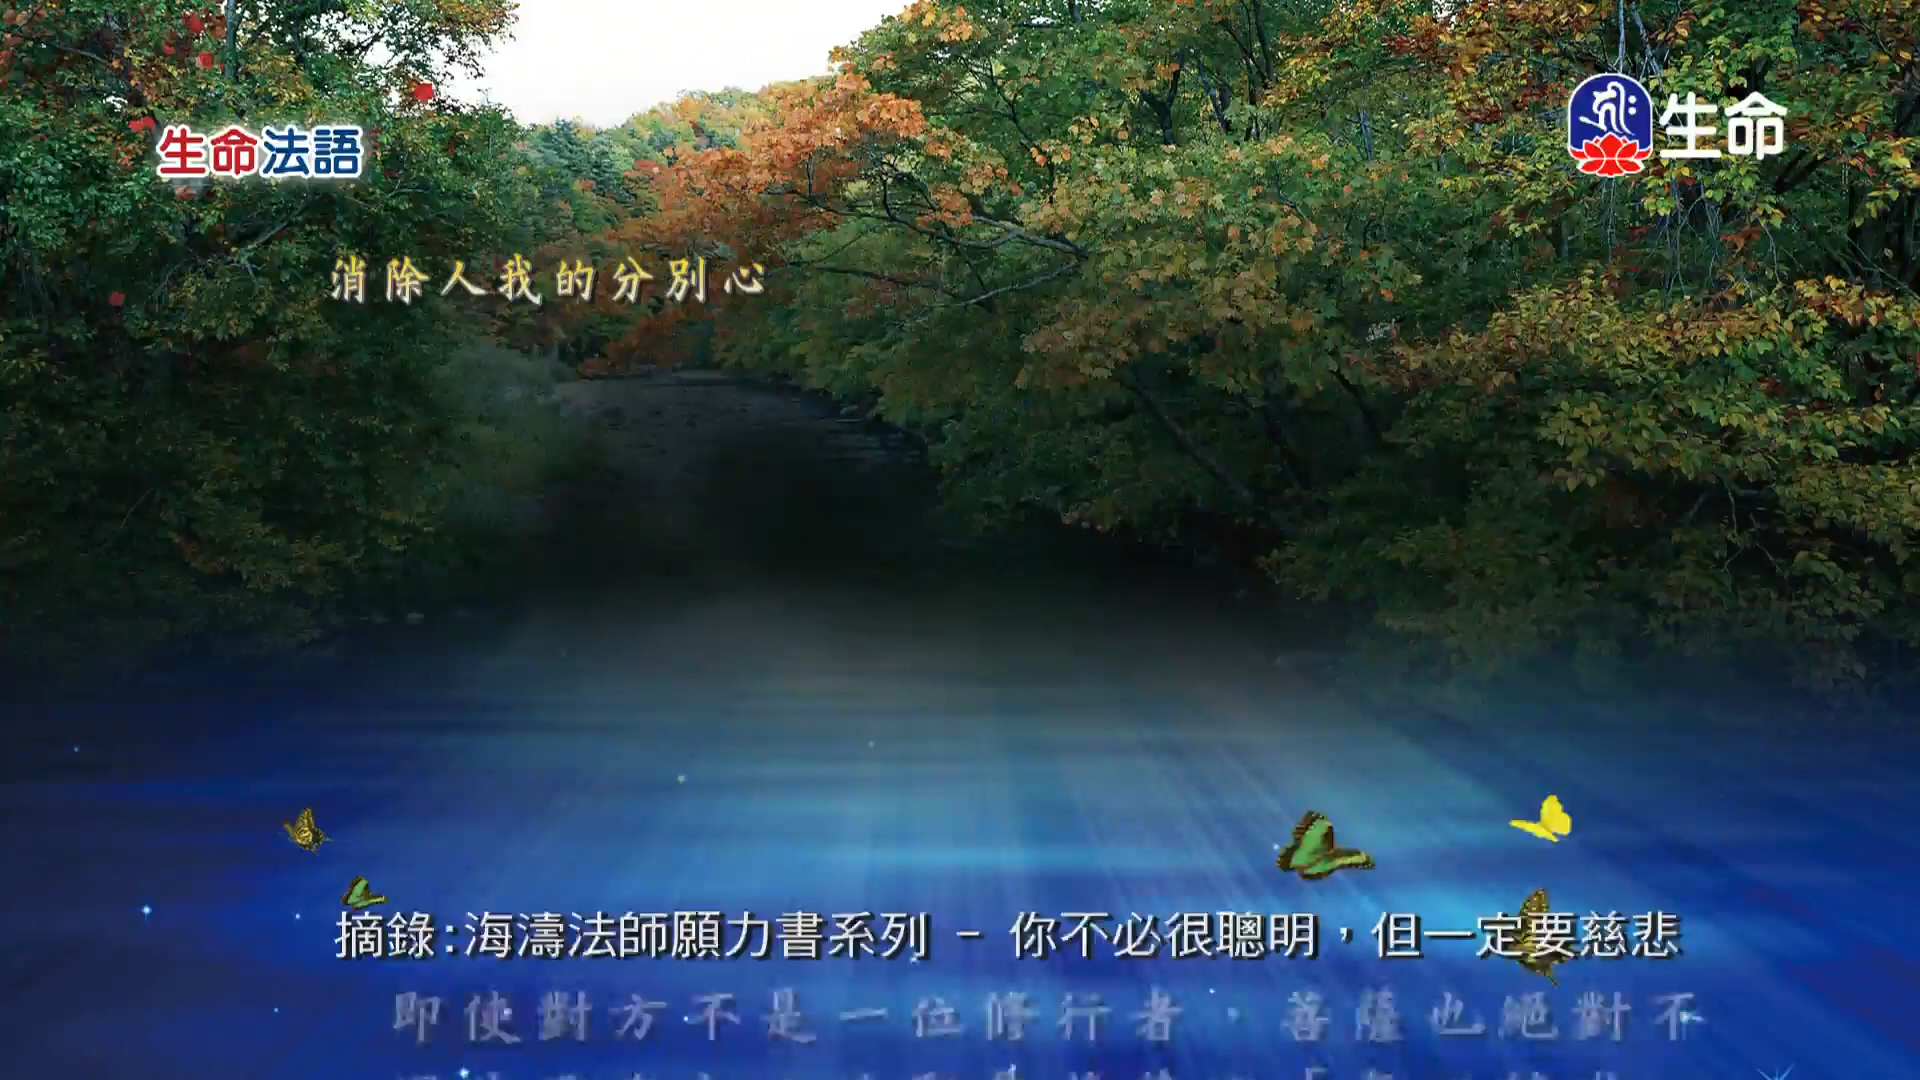 生命法語
生命
消除人我的分別心
摘錄:海濤法師願力書系列 - 你不必很聰明，但一定要慈悲
即使對方不是一位修行者，菩薩也絕對不